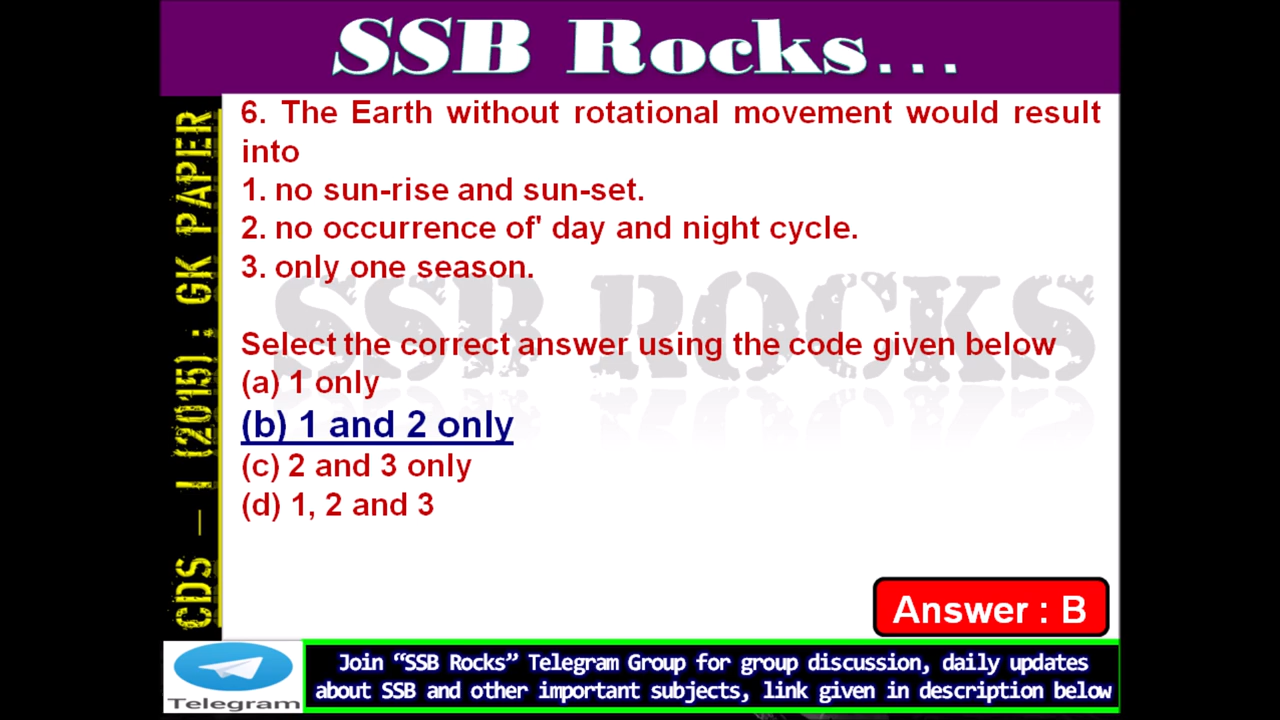 SSB Rocks...
CDS – I (2015) : GK PAPER
6. The Earth without rotational movement would result
into
1. no sun-rise and sun-set.
2. no occurrence of' day and night cycle.
3. only one season.
SSB ROCKS
Select the correct answer using the code given below
(a) 1 only
(b) 1 and 2 only
(c) 2 and 3 only
(d) 1, 2 and 3
Answer : B
Telegram
Join “SSB Rocks” Telegram Group for group discussion, daily updates
about SSB and other important subjects, link given in description below